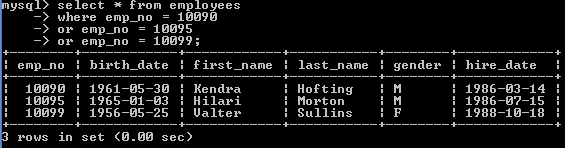 mysql> select * from employees
    -> where emp_no = 10090
    -> or emp_no = 10095
    -> or emp_no = 10099;
+--------+------------+------------+-----------+--------+------------+
| emp_no | birth_date | first_name | last_name | gender | hire_date  |
+--------+------------+------------+-----------+--------+------------+
|  10090 | 1961-05-30 | Kendra     | Hofting   | M      | 1986-03-14 |
|  10095 | 1965-01-03 | Hilari     | Morton    | M      | 1986-07-15 |
|  10099 | 1956-05-25 | Valter     | Sullins   | F      | 1988-10-18 |
+--------+------------+------------+-----------+--------+------------+
3 rows in set (0.00 sec)